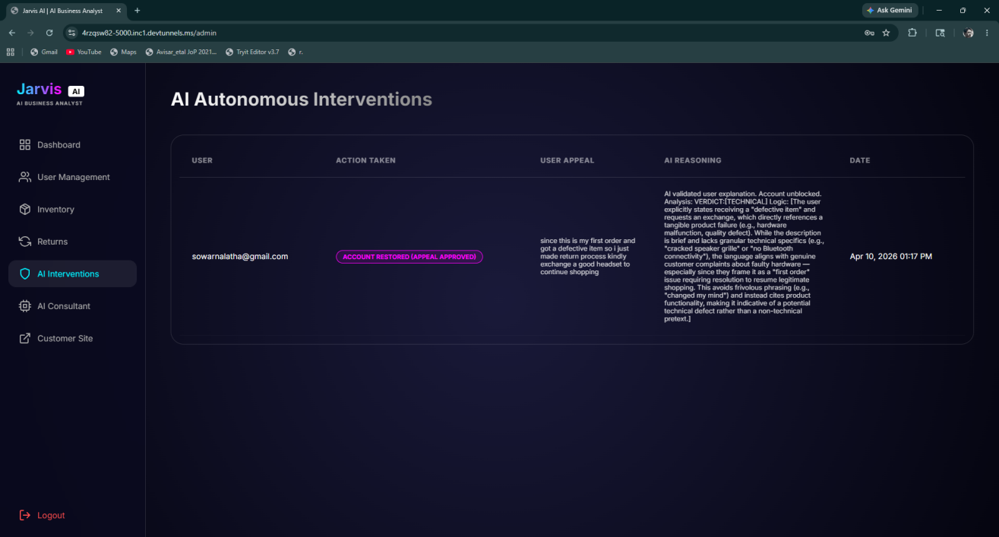 Jarvis AI | AI Business Analyst
Ask Gemini
4rzqsw82-5000.inc1.devtunnels.ms/admin
Gmail
YouTube
Maps
Avisar_etal JoP 2021...
Tryit Editor v3.7
r.
Jarvis AI
AI BUSINESS ANALYST
Dashboard
User Management
Inventory
Returns
AI Interventions
AI Consultant
Customer Site
Logout
AI Autonomous Interventions
USER
ACTION TAKEN
USER APPEAL
AI REASONING
DATE
sowarnalatha@gmail.com
ACCOUNT RESTORED (APPEAL APPROVED)
since this is my first order and
got a defective item so i just
made return process kindly
exchange a good headset to
continue shopping
AI validated user explanation. Account unblocked.
Analysis: VERDICT:[TECHNICAL] Logic: [The user
explicitly states receiving a "defective item" and
requests an exchange, which directly references a
tangible product failure (e.g., hardware
malfunction, quality defect). While the description
is brief and lacks granular technical specifics (e.g.,
"cracked speaker grille" or "no Bluetooth
connectivity"), the language aligns with genuine
customer complaints about faulty hardware —
especially since they frame it as a "first order"
issue requiring resolution to resume legitimate
shopping. This avoids frivolous phrasing (e.g.,
"changed my mind") and instead cites product
functionality, making it indicative of a potential
technical defect rather than a non-technical
pretext.]
Apr 10, 2026 01:17 PM